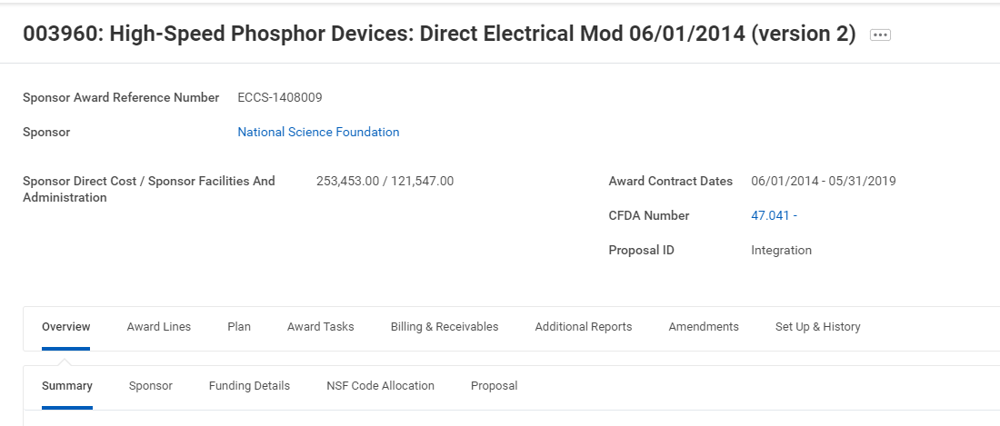 003960: High-Speed Phosphor Devices: Direct Electrical Mod 06/01/2014 (version 2)
Sponsor Award Reference Number ECCS-1408009
Sponsor National Science Foundation
Sponsor Direct Cost / Sponsor Facilities And Administration 253,453.00 / 121,547.00
Award Contract Dates 06/01/2014 - 05/31/2019
CFDA Number 47.041 -
Proposal ID Integration
Overview Award Lines Plan Award Tasks Billing & Receivables Additional Reports Amendments Set Up & History
Summary Sponsor Funding Details NSF Code Allocation Proposal